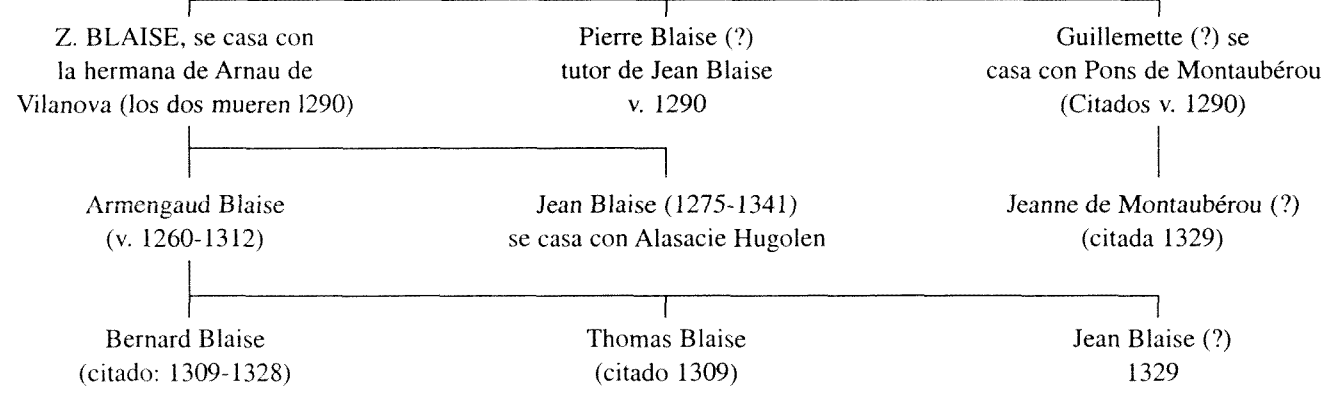 Z. BLAISE, se casa con
la hermana de Arnau de
Vilanova (los dos mueren 1290)
Pierre Blaise (?)
tutor de Jean Blaise
v. 1290
Guillemette (?) se
casa con Pons de Montaubérou
(Citados v. 1290)
Armengaud Blaise
(v. 1260-1312)
Jean Blaise (1275-1341)
se casa con Alasacie Hugolen
Jeanne de Montaubérou (?)
(citada 1329)
Bernard Blaise
(citado: 1309-1328)
Thomas Blaise
(citado 1309)
Jean Blaise (?)
1329